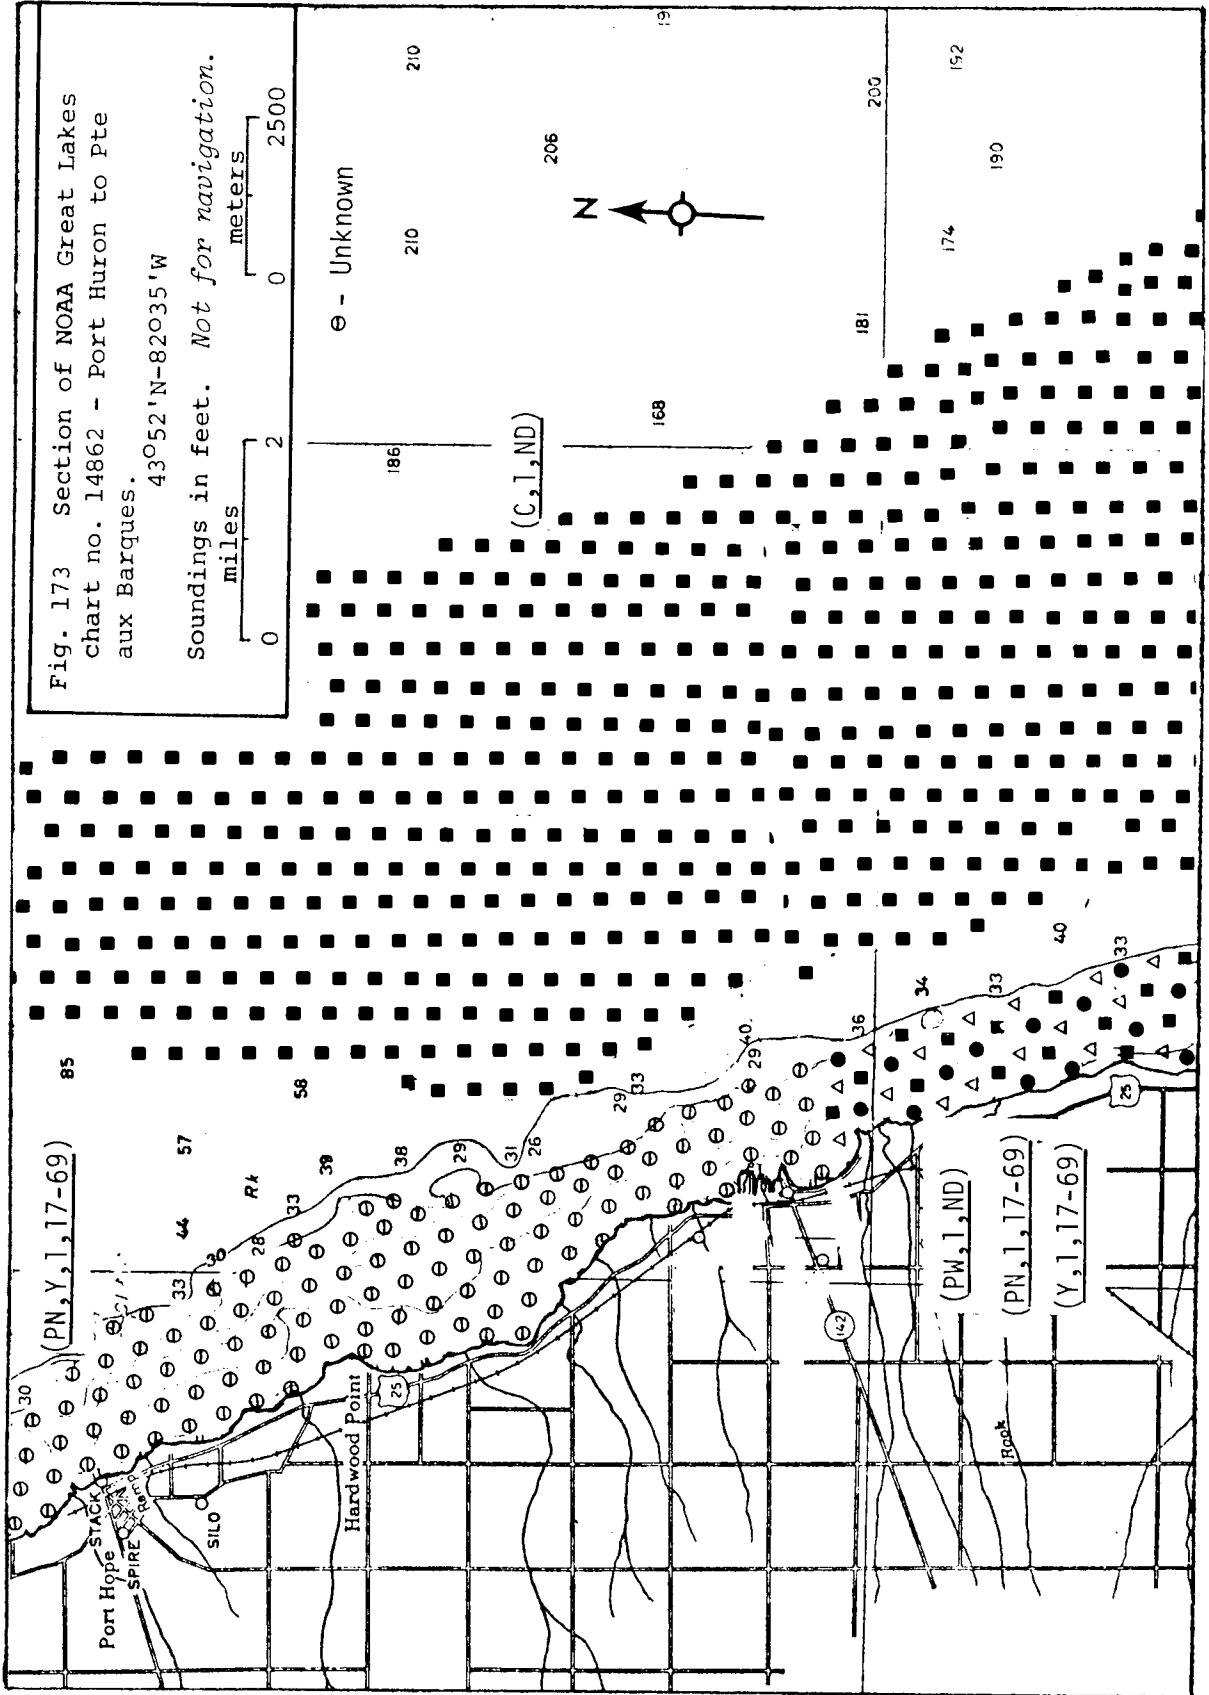 Fig. 173 Section of NOAA Great Lakes
chart no. 14862 - Port Huron to Pte
aux Barques.
43°52'N-82°35'W
Soundings in feet. Not for navigation.
miles
meters
0
2
0
2500
⊖ - Unknown
N
210
206
210
200
192
190
174
181
168
186
(C,1,ND)
85
58
57
44
39
38
Rk
33
30
28
33
29
31
26
29
33
40
29
36
34
33
40
33
30
(PN,Y,1,17-69)
(PW,1,ND)
(PN,1,17-69)
(Y,1,17-69)
Port Hope
STACK
SPIRE
Ramp
SILO
Hardwood Point
25
25
142